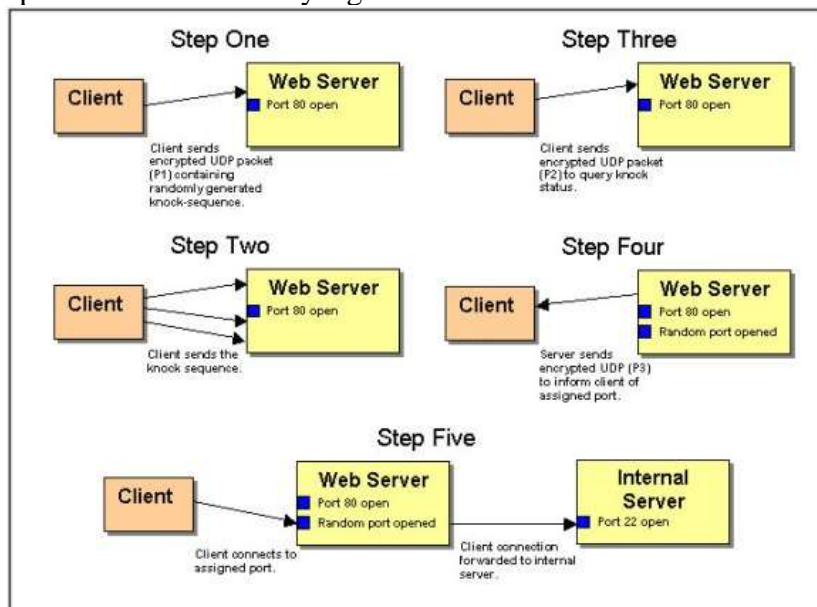 Step One
Client
Web Server
Port 80 open
Client sends
encrypted UDP packet
(P1) containing
randomly generated
knock-sequence.
Step Three
Client
Web Server
Port 80 open
Client sends
encrypted UDP packet
(P2) to query knock
status.
Step Two
Client
Web Server
Port 80 open
Client sends the
knock sequence.
Step Four
Client
Web Server
Port 80 open
Random port opened
Server sends
encrypted UDP (P3)
to inform client of
assigned port.
Step Five
Client
Web Server
Port 80 open
Random port opened
Internal
Server
Port 22 open
Client connects to
assigned port.
Client connection
forwarded to internal
server.